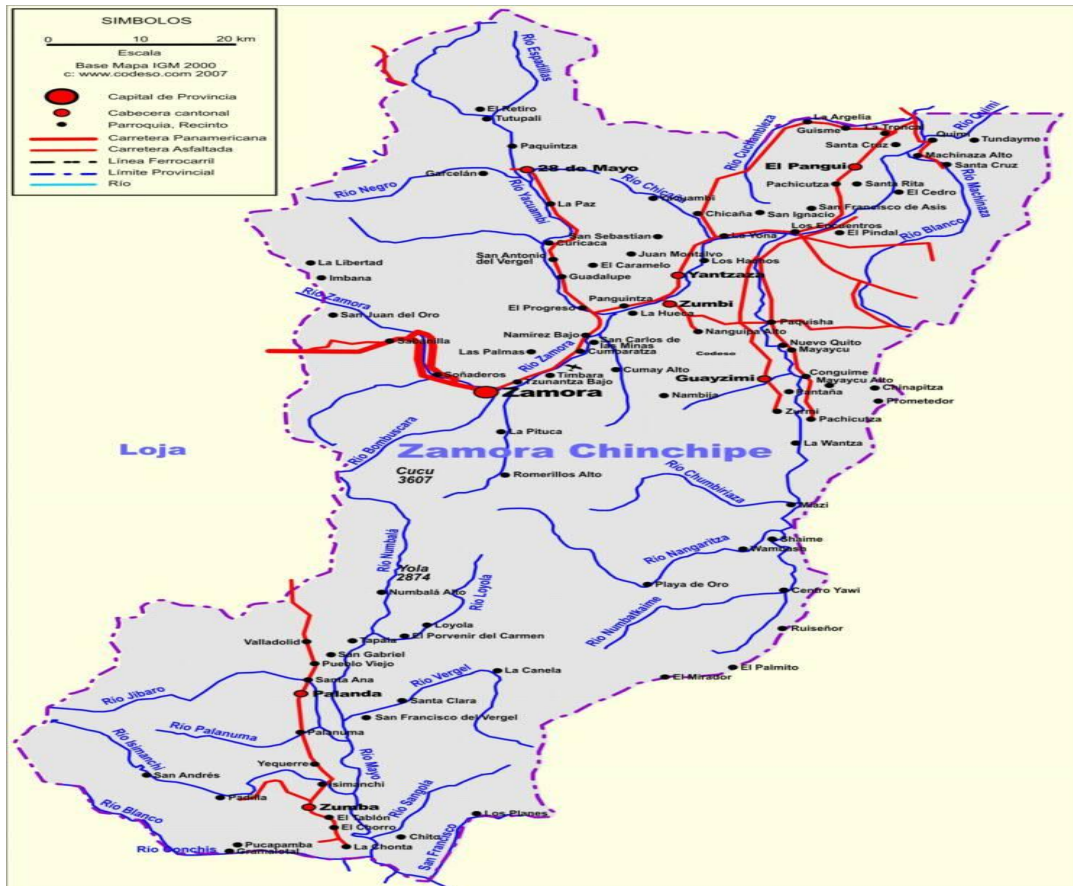 SIMBOLOS
0 10 20 km
Escala
Base Mapa IGM 2000
c: www.codeso.com 2007
Capital de Provincia
Cabecera cantonal
Parroquia, Recinto
Carretera Panamericana
Carretera Asfaltada
Línea Ferrocarril
Límite Provincial
Río
Río Espadillas
El Retiro
Tutupali
Paquintza
Garcelán
28 de Mayo
Río Negro
Río Yacuambi
La Paz
Curicaca
San Antonio
del Vergel
Guadalupe
La Libertad
Imbana
Río Zamora
San Juan del Oro
Sabanilla
Soñaderos
El Progreso
Namirez Bajo
Las Palmas
Río Zamora
San Carlos de
las Minas
Cumbaratza
Timbara
Tzunantza Bajo
Cumay Alto
Zamora
La Argelia
Guisme
La Troncal
Río Quimi
Quimi
Tundayme
Santa Cruz
Machinaza Alto
Santa Cruz
Río Machinaza
Río Cucifambleza
El Pangui
Pachicutza
Santa Rita
El Cedro
San Francisco de Asis
San Ignacio
Chicaña
Los Encuentros
El Pindal
Río Blanco
San Sebastian
La Yona
Juan Montalvo
El Caramelo
Yantzaza
Panguintza
Zumbi
La Hueca
Nanguipa Alto
Paquisha
Codeso
Nuevo Quito
Mayaycu
Guayzimi
Conguime
Mayaycu Alto
Chinapitza
Prometedor
Nambija
Zurmi
Pachicutza
La Wantza
Loja
Zamora Chinchipe
Río Bombuscara
La Pituca
Cucu
3607
Romerillos Alto
Río Chumbiriaza
Miazi
Shaime
Río Nangaritza
Río Numbalá
Yola
2874
Río Loyola
Numbalá Alto
Playa de Oro
Centro Yawi
Río Numbatkaime
Ruiseñor
Loyola
El Porvenir del Carmen
Valladolid
Tapala
San Gabriel
Pueblo Viejo
Santa Ana
La Canela
El Palmito
El Mirador
Río Vergel
Río Jibaro
Palanda
Santa Clara
San Francisco del Vergel
Río Palanuma
Palanuma
Río Isimanchi
Yequerre
Río Mayo
San Andrés
Isimanchi
Río Sangola
Padilla
Zumba
Río Blanco
El Tablón
El Chorro
Los Planes
Chito
Río Conchis
Pucapamba
Gramalotal
La Chonta
San Francisco